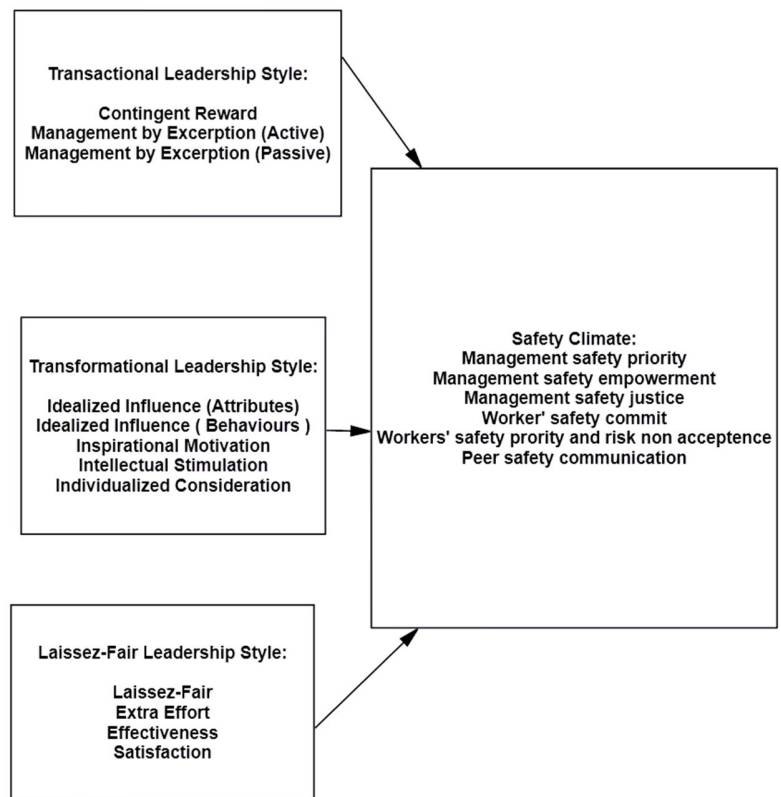 Transactional Leadership Style:
Contingent Reward
Management by Excerption (Active)
Management by Excerption (Passive)
Transformational Leadership Style:
Idealized Influence (Attributes)
Idealized Influence ( Behaviours )
Inspirational Motivation
Intellectual Stimulation
Individualized Consideration
Laissez-Fair Leadership Style:
Laissez-Fair
Extra Effort
Effectiveness
Satisfaction
Safety Climate:
Management safety priority
Management safety empowerment
Management safety justice
Worker' safety commit
Workers' safety prority and risk non acceptence
Peer safety communication